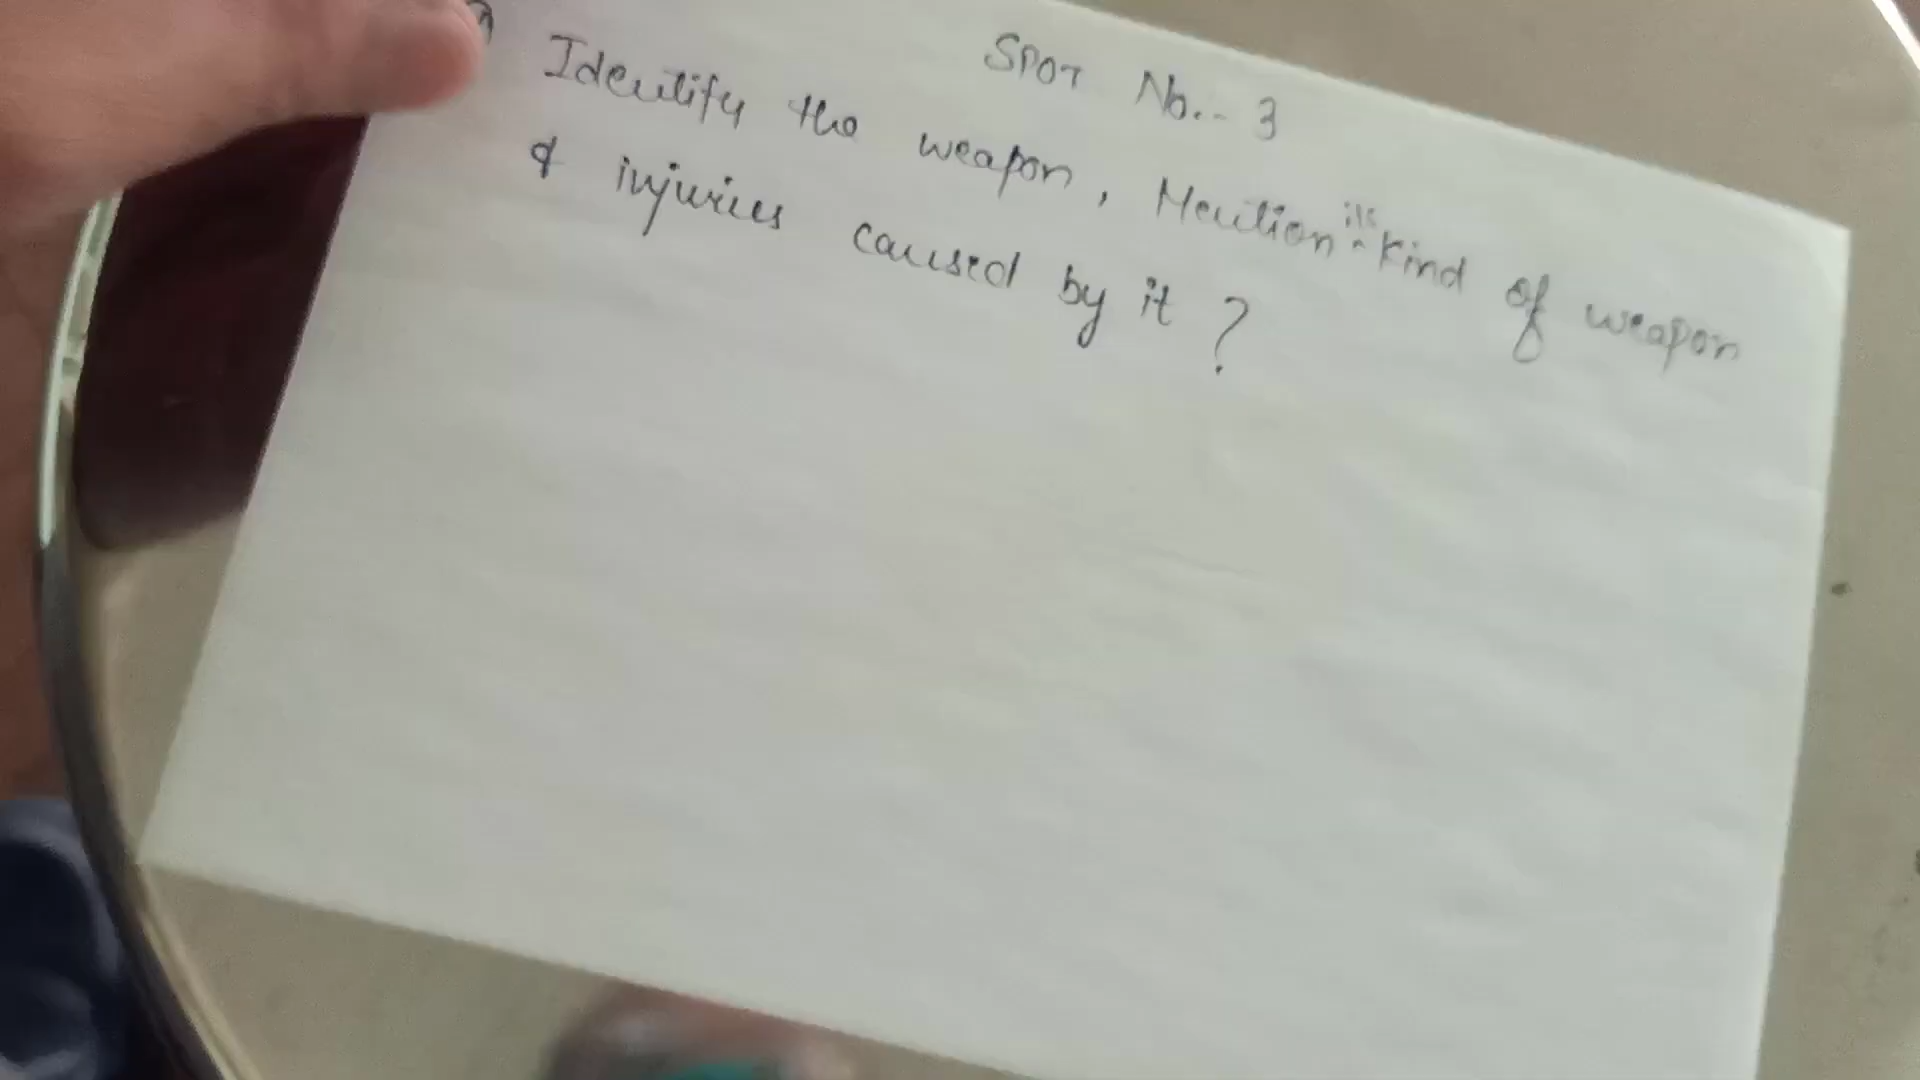 SPOT No.- 3
Identify the weapon, Mention its kind of weapon
& injuries caused by it ?